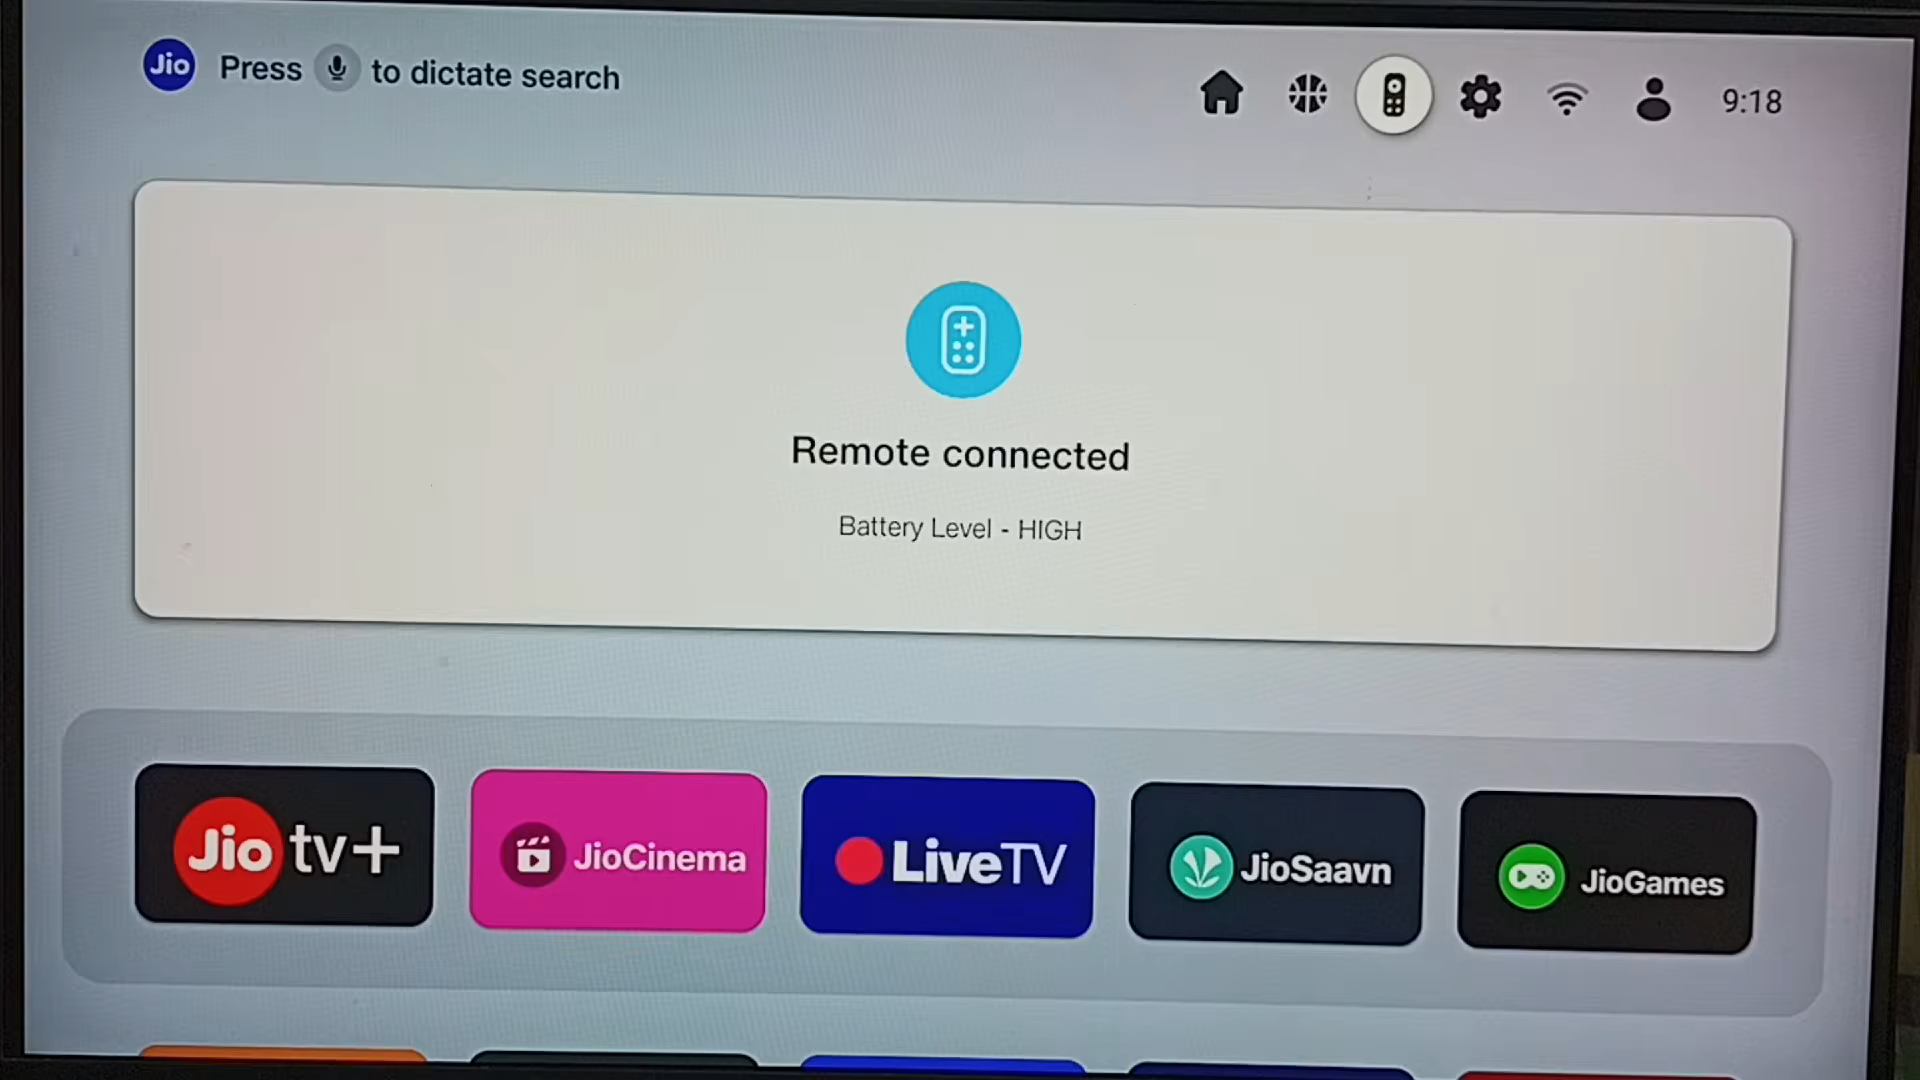 Jio Press to dictate search
9:18
Remote connected
Battery Level - HIGH
Jio tv+
JioCinema
LiveTV
JioSaavn
JioGames